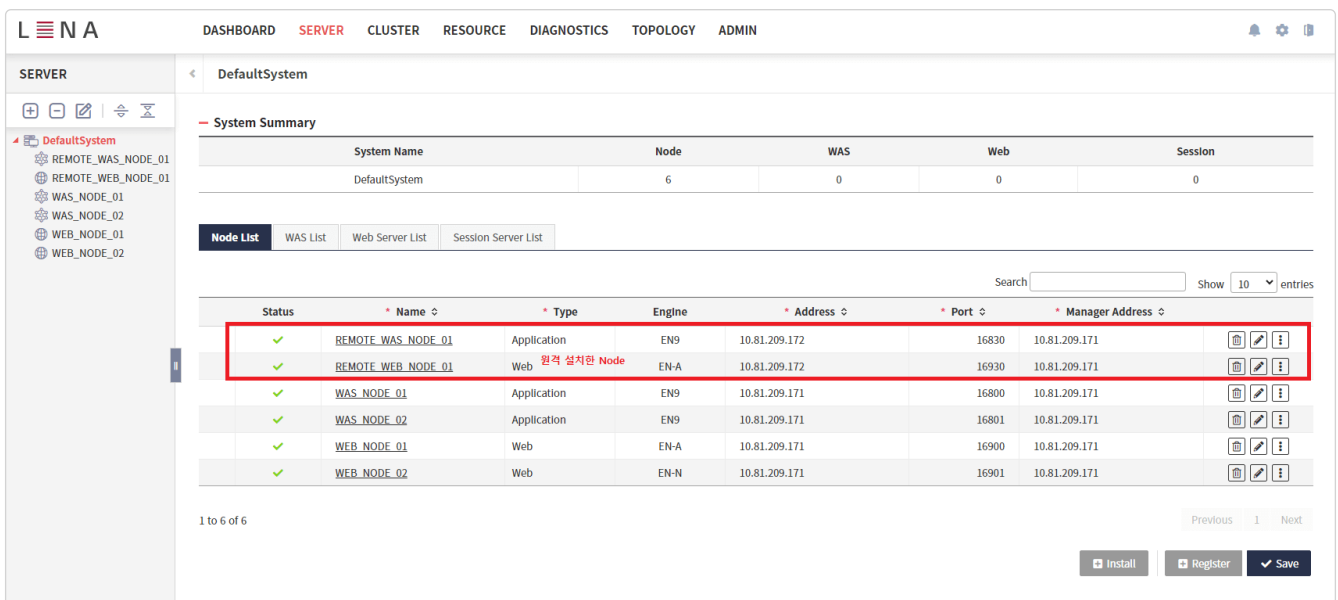 LENA DASHBOARD SERVER CLUSTER RESOURCE DIAGNOSTICS TOPOLOGY ADMIN
SERVER
DefaultSystem
DefaultSystem
REMOTE_WAS_NODE_01
REMOTE_WEB_NODE_01
WAS_NODE_01
WAS_NODE_02
WEB_NODE_01
WEB_NODE_02
System Summary
System Name Node WAS Web Session
DefaultSystem 6 0 0 0
Node List WAS List Web Server List Session Server List
Search Show 10 entries
Status * Name * Type Engine * Address * Port * Manager Address
REMOTE_WAS_NODE_01 Application EN9 10.81.209.172 16830 10.81.209.171
원격 설치한 Node
REMOTE_WEB_NODE_01 Web EN-A 10.81.209.172 16930 10.81.209.171
WAS_NODE_01 Application EN9 10.81.209.171 16800 10.81.209.171
WAS_NODE_02 Application EN9 10.81.209.171 16801 10.81.209.171
WEB_NODE_01 Web EN-A 10.81.209.171 16900 10.81.209.171
WEB_NODE_02 Web EN-N 10.81.209.171 16901 10.81.209.171
1 to 6 of 6
Previous 1 Next
Install Register Save